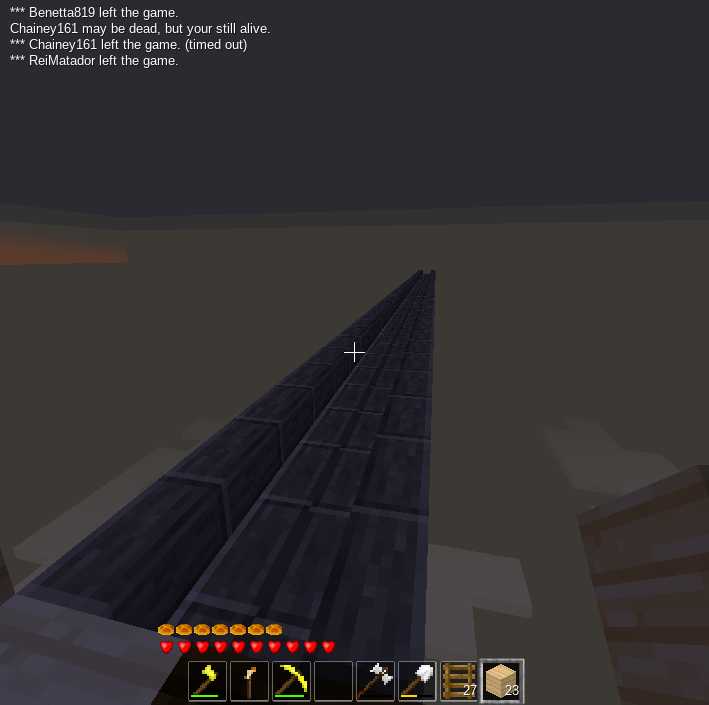 *** Benetta819 left the game.
Chainey161 may be dead, but your still alive.
*** Chainey161 left the game. (timed out)
*** ReiMatador left the game.
27 23